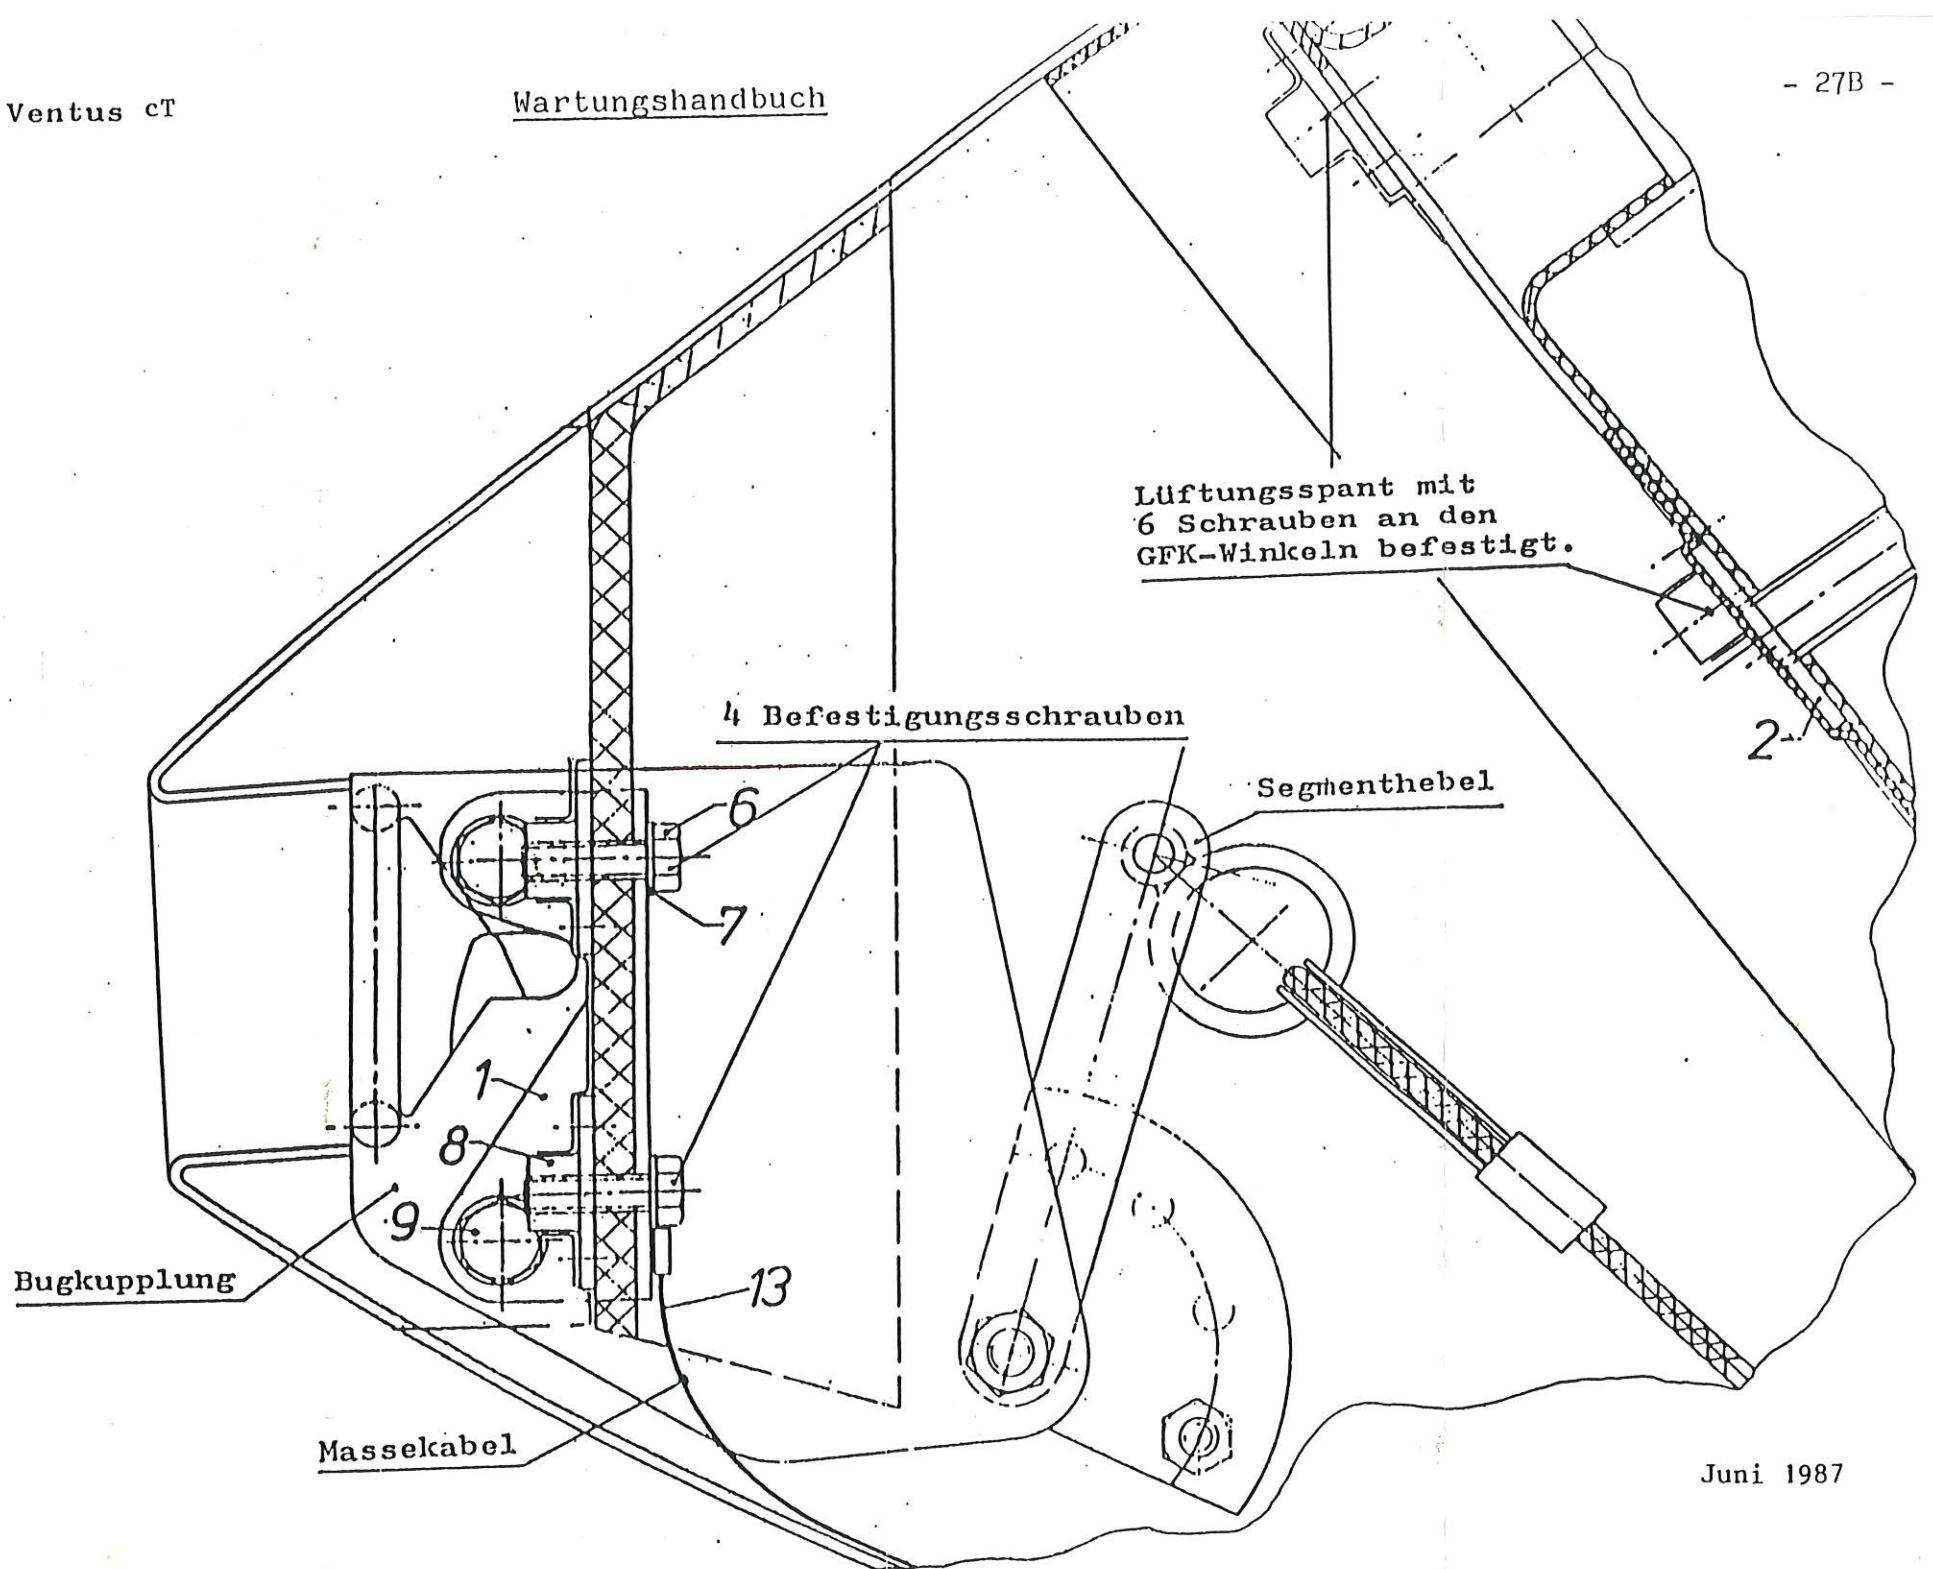 Ventus cT
Wartungshandbuch
- 27B -
Lüftungsspant mit
6 Schrauben an den
GFK-Winkeln befestigt.
2
4 Befestigungsschrauben
Segmenthebel
6
7
1
8
9
Bugkupplung
13
Massekabel
Juni 1987